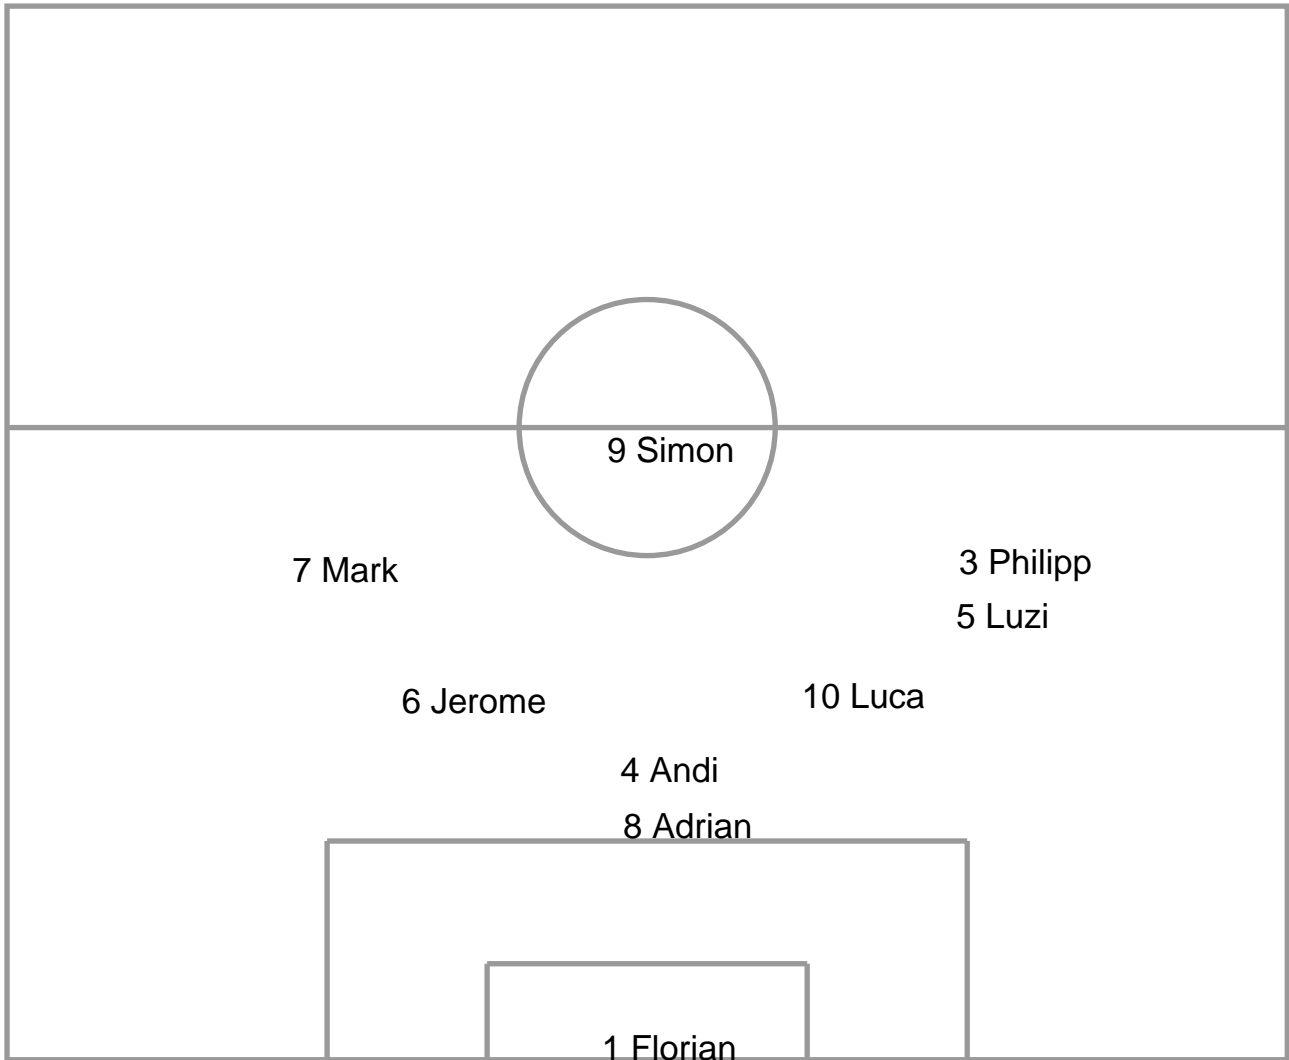 9 Simon
7 Mark
3 Philipp
5 Luzi
6 Jerome
10 Luca
4 Andi
8 Adrian
1 Florian